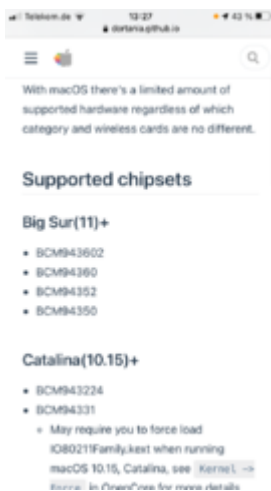 Telekom.de
13:27
43 %
dortania.github.io
With macOS there's a limited amount of
supported hardware regardless of which
category and wireless cards are no different.
Supported chipsets
Big Sur(11)+
BCM943602
BCM94360
BCM94352
BCM94350
Catalina(10.15)+
BCM943224
BCM94331
May require you to force load
IO80211Family.kext when running
macOS 10.15, Catalina, see Kernel ->
Force in OpenCore for more details